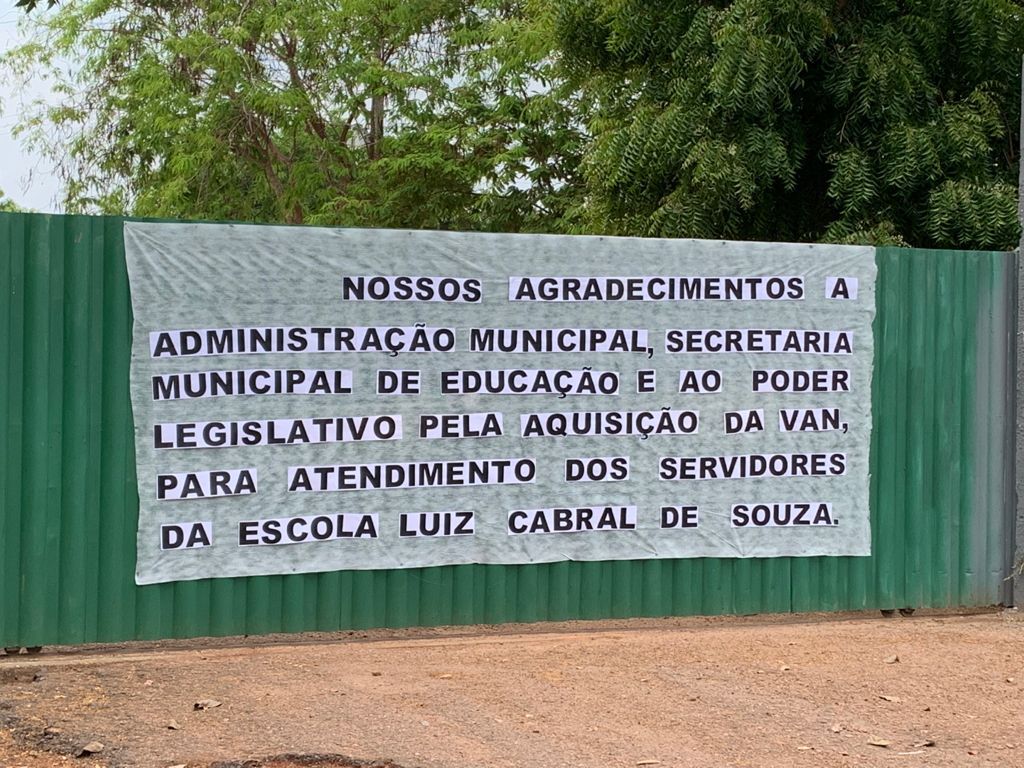 NOSSOS AGRADECIMENTOS A
ADMINISTRAÇÃO MUNICIPAL, SECRETARIA
MUNICIPAL DE EDUCAÇÃO E AO PODER
LEGISLATIVO PELA AQUISIÇÃO DA VAN,
PARA ATENDIMENTO DOS SERVIDORES
DA ESCOLA LUIZ CABRAL DE SOUZA.